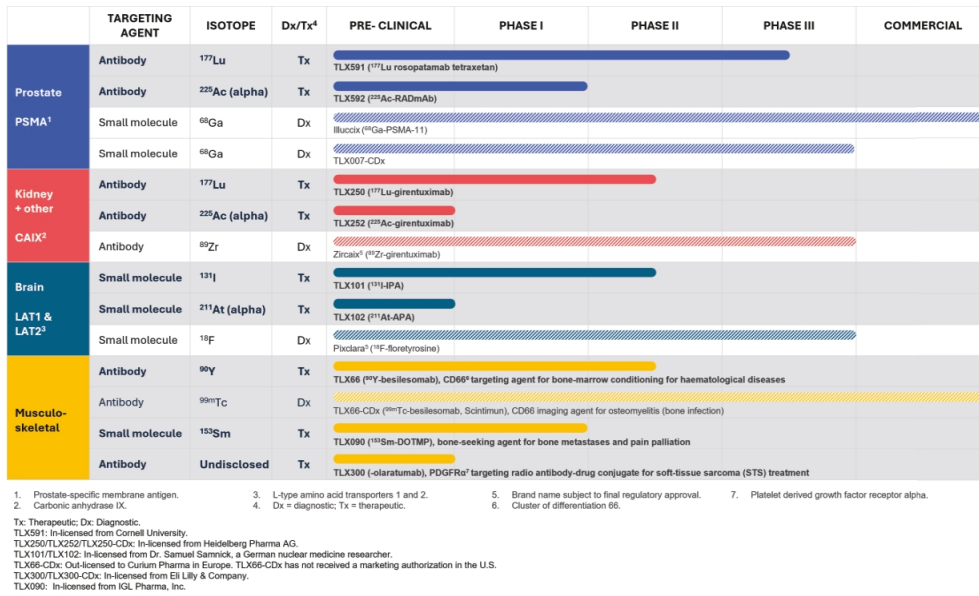 TARGETING AGENT ISOTOPE Dx/Tx⁴ PRE- CLINICAL PHASE I PHASE II PHASE III COMMERCIAL
Prostate
PSMA¹
Antibody ¹⁷⁷Lu Tx
TLX591 (¹⁷⁷Lu rosopatamab tetraxetan)
Antibody ²²⁵Ac (alpha) Tx
TLX592 (²²⁵Ac-RADmAb)
Small molecule ⁶⁸Ga Dx
Illuccix (⁶⁸Ga-PSMA-11)
Small molecule ⁶⁸Ga Dx
TLX007-CDx
Kidney
+ other
CAIX²
Antibody ¹⁷⁷Lu Tx
TLX250 (¹⁷⁷Lu-girentuximab)
Antibody ²²⁵Ac (alpha) Tx
TLX252 (²²⁵Ac-girentuximab)
Antibody ⁸⁹Zr Dx
Zircaix⁵ (⁸⁹Zr-girentuximab)
Brain
LAT1 &
LAT2³
Small molecule ¹³¹I Tx
TLX101 (¹³¹I-IPA)
Small molecule ²¹¹At (alpha) Tx
TLX102 (²¹¹At-APA)
Small molecule ¹⁸F Dx
Pixclara⁵ (¹⁸F-floretyrosine)
Musculo-
skeletal
Antibody ⁹⁰Y Tx
TLX66 (⁹⁰Y-besilesomab), CD66⁶ targeting agent for bone-marrow conditioning for haematological diseases
Antibody ⁹⁹ᵐTc Dx
TLX66-CDx (⁹⁹ᵐTc-besilesomab, Scintimun), CD66 imaging agent for osteomyelitis (bone infection)
Small molecule ¹⁵³Sm Tx
TLX090 (¹⁵³Sm-DOTMP), bone-seeking agent for bone metastases and pain palliation
Antibody Undisclosed Tx
TLX300 (-olaratumab), PDGFRα⁷ targeting radio antibody-drug conjugate for soft-tissue sarcoma (STS) treatment
1. Prostate-specific membrane antigen.
2. Carbonic anhydrase IX.
3. L-type amino acid transporters 1 and 2.
4. Dx = diagnostic; Tx = therapeutic.
5. Brand name subject to final regulatory approval.
6. Cluster of differentiation 66.
7. Platelet derived growth factor receptor alpha.
Tx: Therapeutic; Dx: Diagnostic.
TLX591: In-licensed from Cornell University.
TLX250/TLX252/TLX250-CDx: In-licensed from Heidelberg Pharma AG.
TLX101/TLX102: In-licensed from Dr. Samuel Samnick, a German nuclear medicine researcher.
TLX66-CDx: Out-licensed to Curium Pharma in Europe. TLX66-CDx has not received a marketing authorization in the U.S.
TLX300/TLX300-CDx: In-licensed from Eli Lilly & Company.
TLX090: In-licensed from IGL Pharma, Inc.